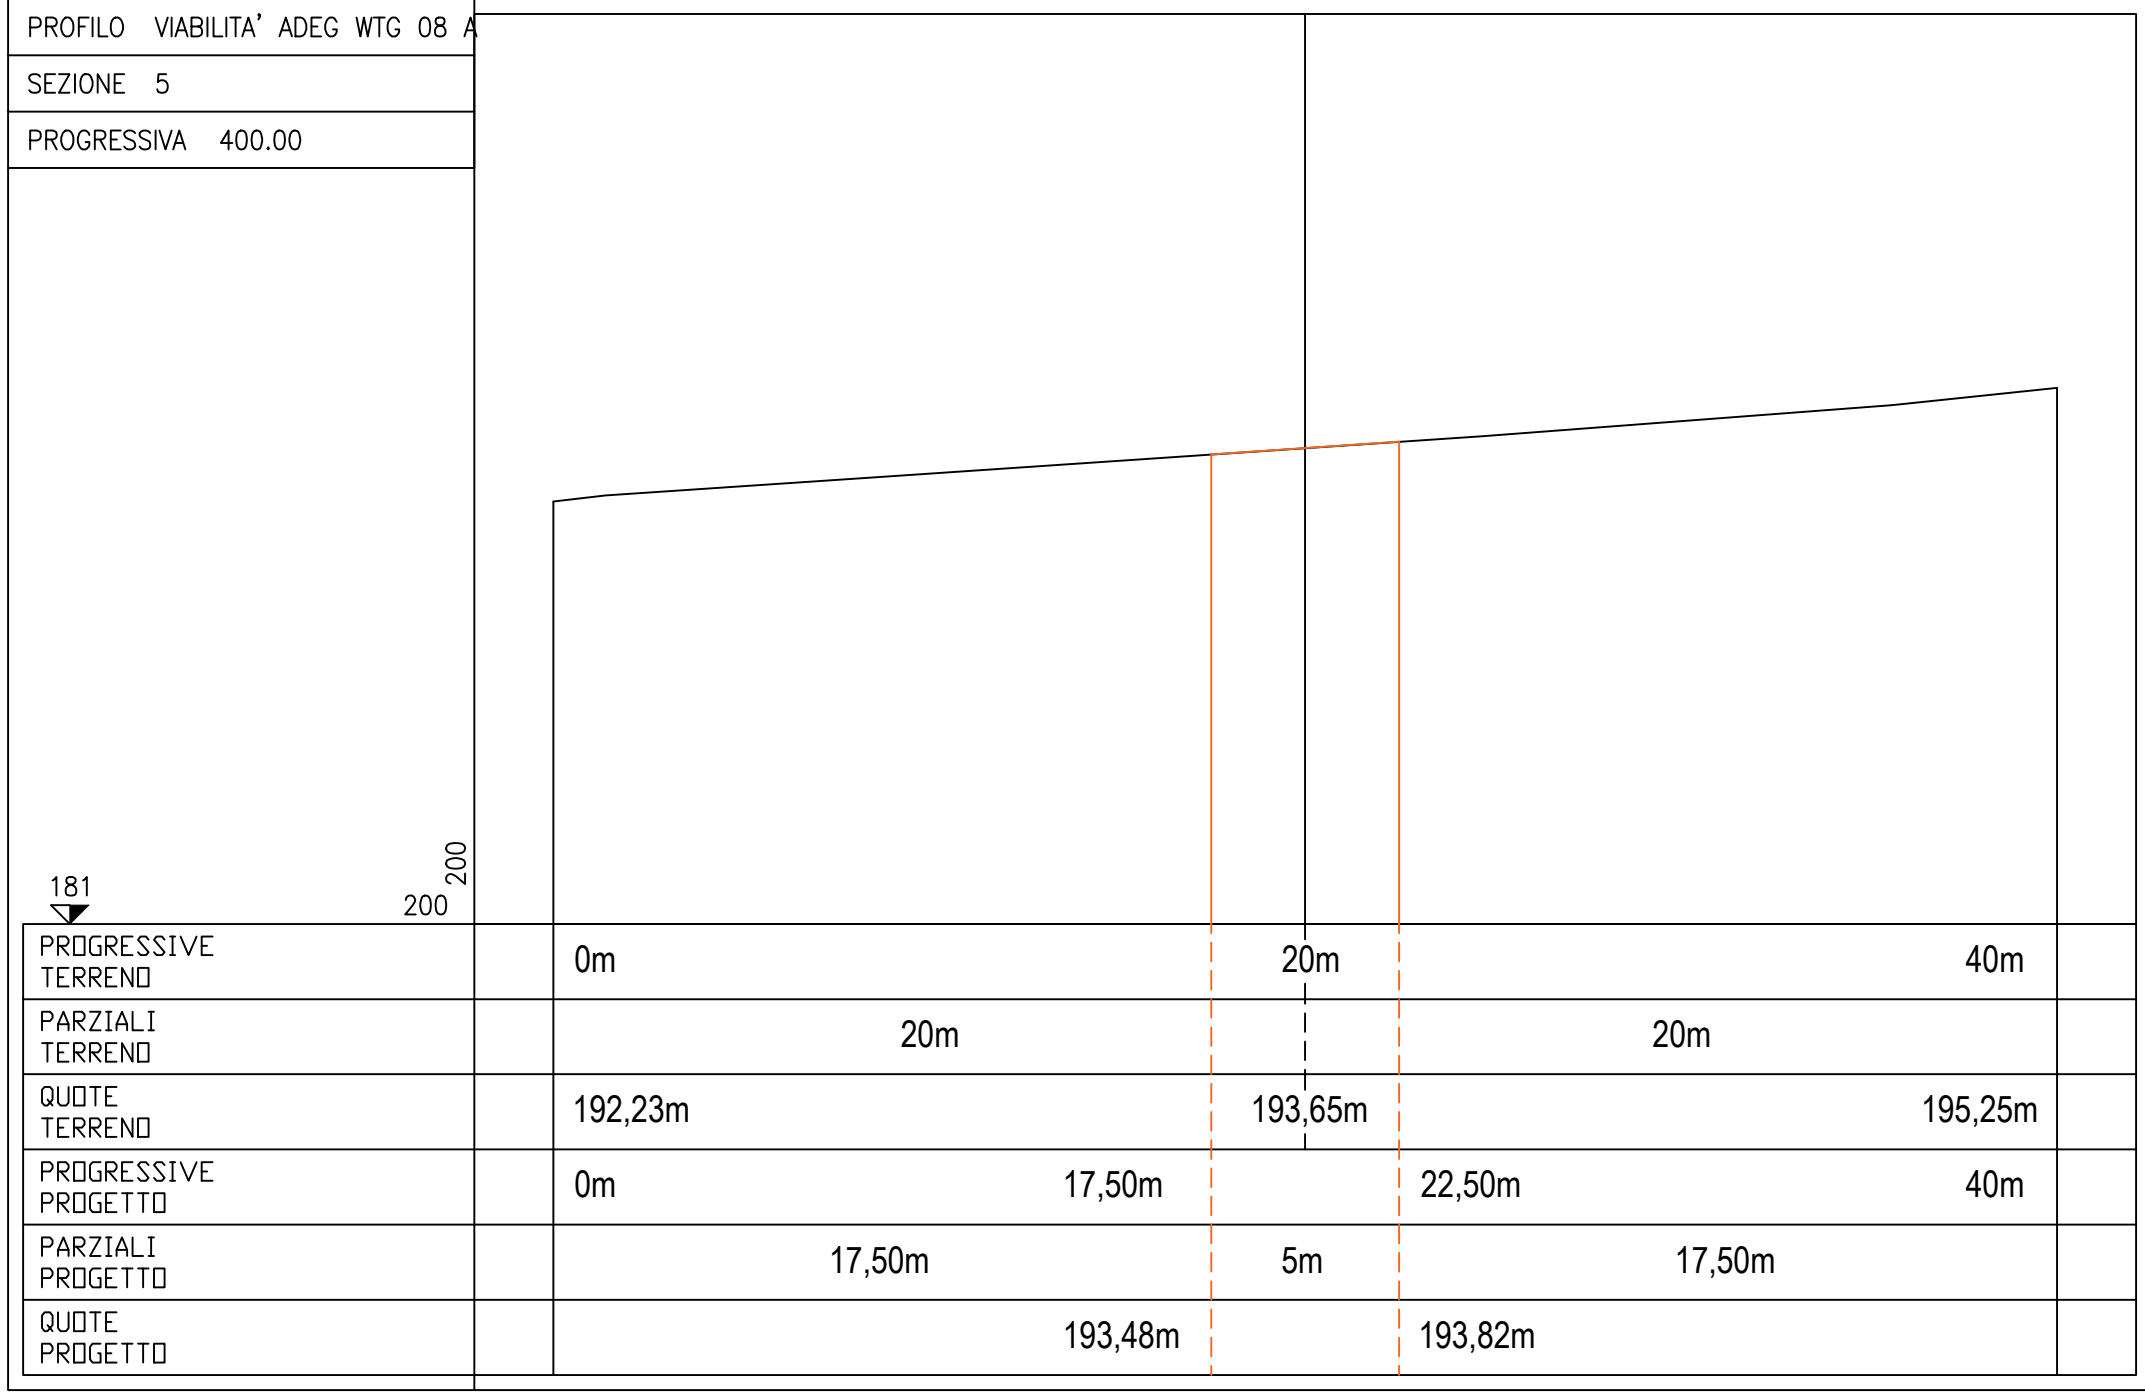 PROFILO VIABILITA' ADEG WTG 08 A
SEZIONE 5
PROGRESSIVA 400.00
200
181
200
PROGRESSIVE
TERRENO
0m 20m 40m
PARZIALI
TERRENO
20m 20m
QUOTE
TERRENO
192,23m 193,65m 195,25m
PROGRESSIVE
PROGETTO
0m 17,50m 22,50m 40m
PARZIALI
PROGETTO
17,50m 5m 17,50m
QUOTE
PROGETTO
193,48m 193,82m